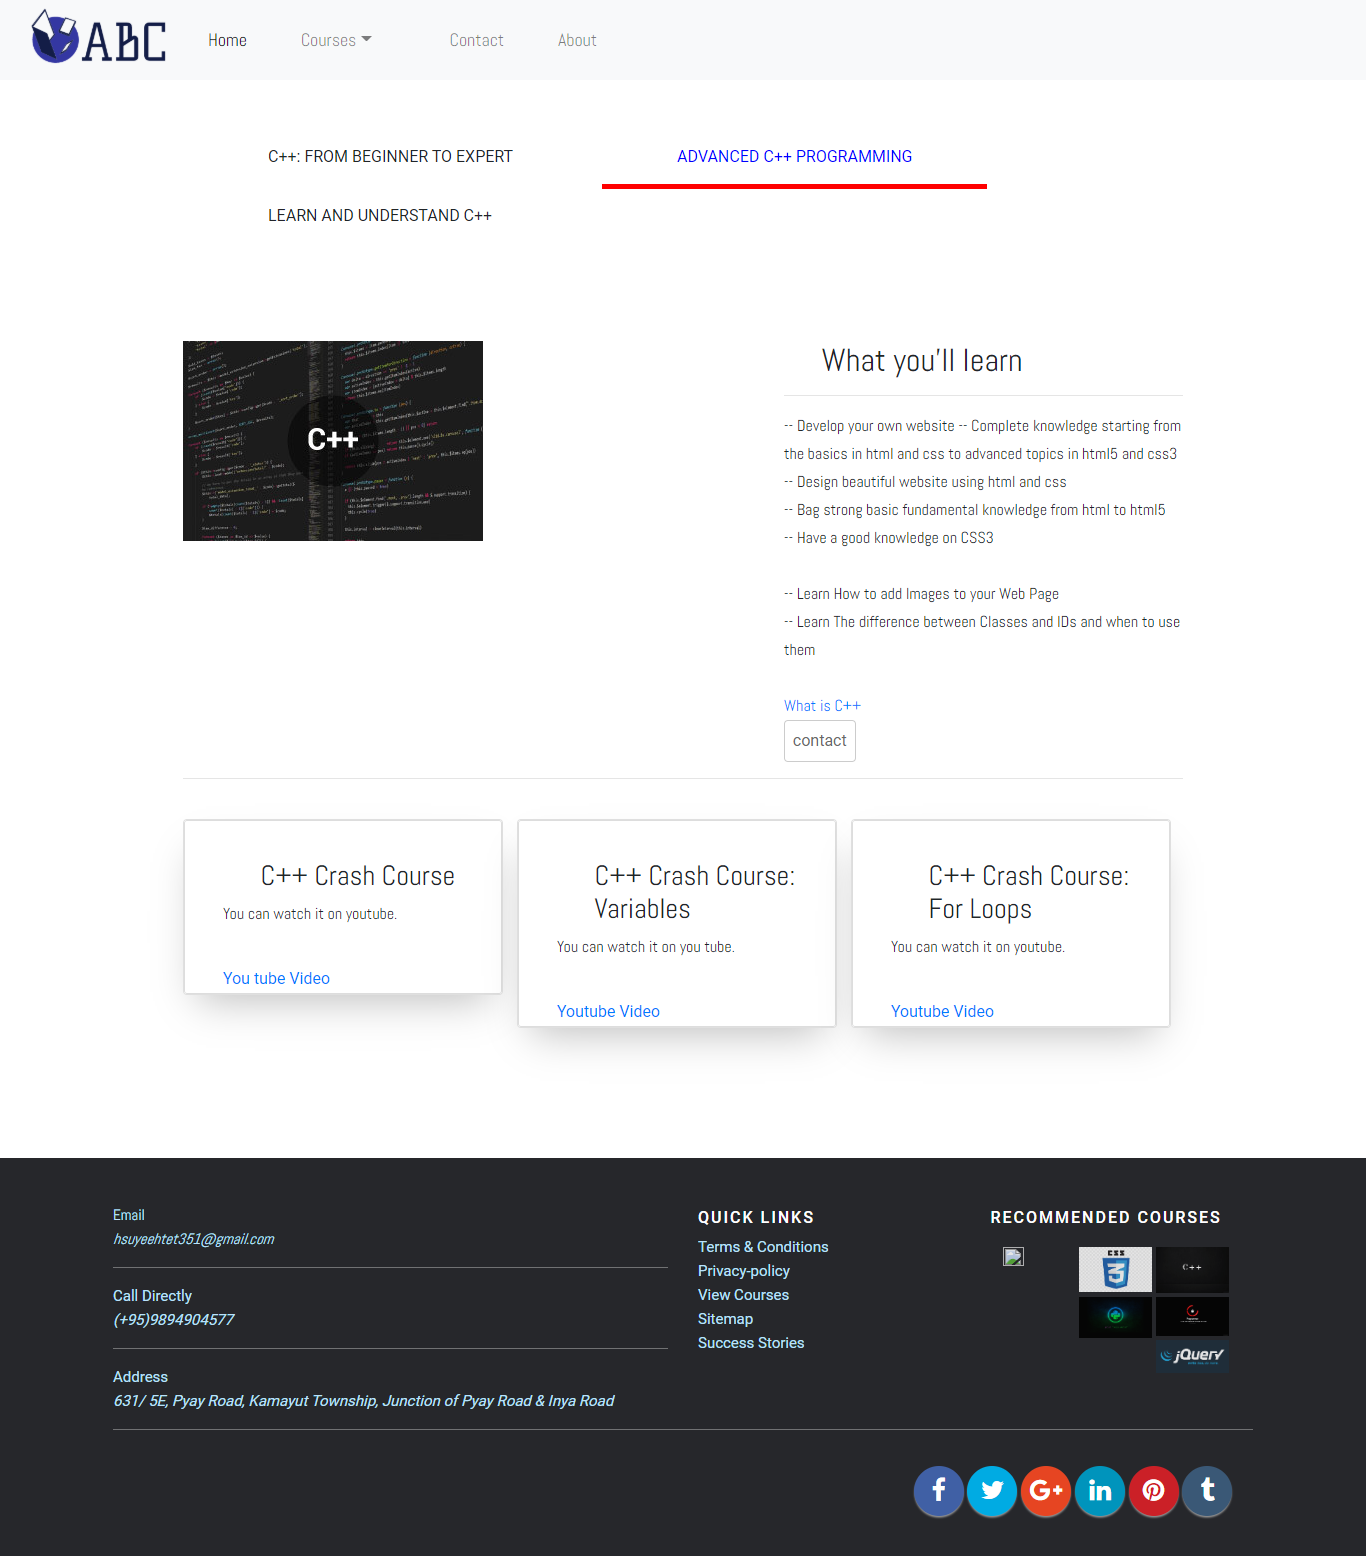 ABC
Home
Courses
Contact
About
C++: FROM BEGINNER TO EXPERT
ADVANCED C++ PROGRAMMING
LEARN AND UNDERSTAND C++
C++
What you'll learn
-- Develop your own website -- Complete knowledge starting from
the basics in html and css to advanced topics in html5 and css3
-- Design beautiful website using html and css
-- Bag strong basic fundamental knowledge from html to html5
-- Have a good knowledge on CSS3
-- Learn How to add Images to your Web Page
-- Learn The difference between Classes and IDs and when to use
them
What is C++
contact
C++ Crash Course
You can watch it on youtube.
You tube Video
C++ Crash Course:
Variables
You can watch it on you tube.
Youtube Video
C++ Crash Course:
For Loops
You can watch it on youtube.
Youtube Video
Email
hsuyeehtet351@gmail.com
Call Directly
(+95)9894904577
Address
631/ 5E, Pyay Road, Kamayut Township, Junction of Pyay Road & Inya Road
QUICK LINKS
Terms & Conditions
Privacy-policy
View Courses
Sitemap
Success Stories
RECOMMENDED COURSES
CSS
3
C++
jQuery
f
G+
in
t